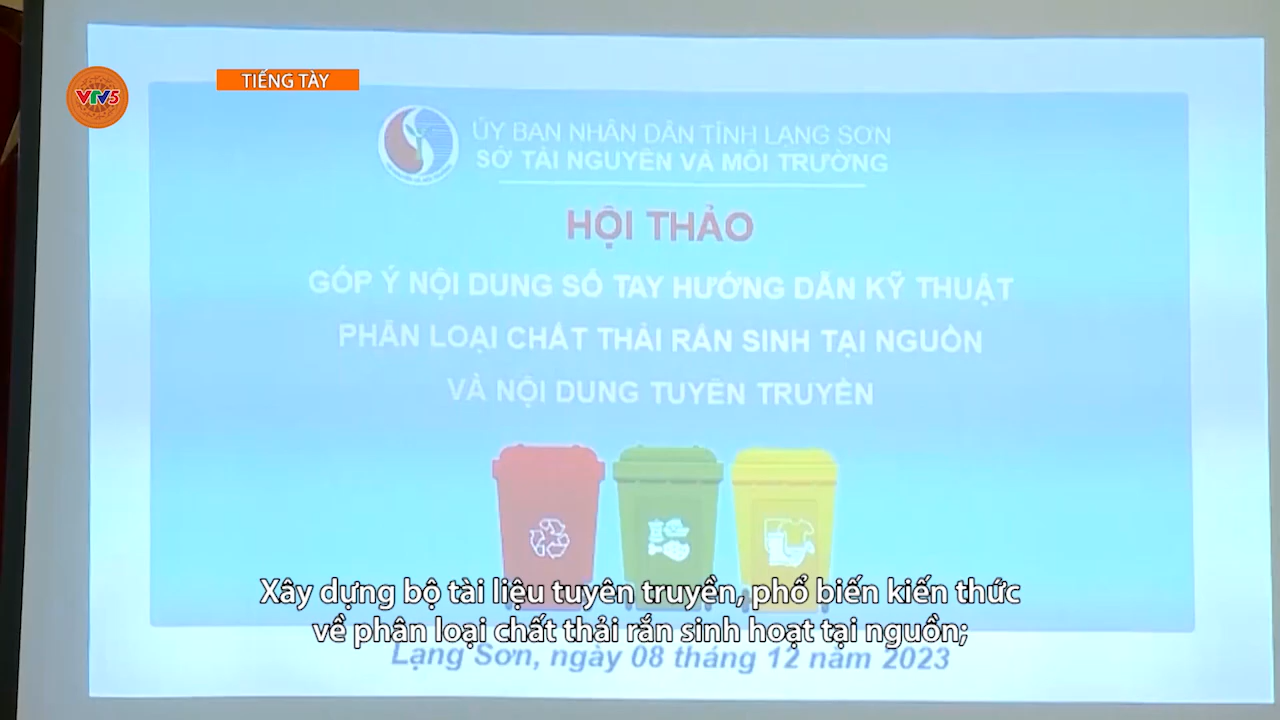 VTV5
TIẾNG TÀY
ỦY BAN NHÂN DÂN TỈNH LẠNG SƠN
SỞ TÀI NGUYÊN VÀ MÔI TRƯỜNG
HỘI THẢO
GÓP Ý NỘI DUNG SỔ TAY HƯỚNG DẪN KỸ THUẬT
PHÂN LOẠI CHẤT THẢI RẮN SINH TẠI NGUỒN
VÀ NỘI DUNG TUYÊN TRUYỀN
Xây dựng bộ tài liệu tuyên truyền, phổ biến kiến thức
về phân loại chất thải rắn sinh hoạt tại nguồn;
Lạng Sơn, ngày 08 tháng 12 năm 2023